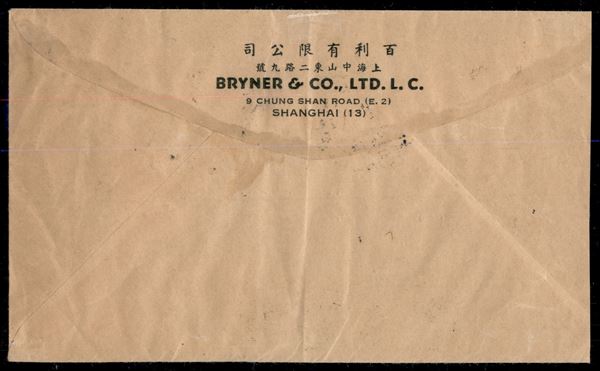 百利有限公司
上海中山東二路九號
BRYNER & CO., LTD. L. C.
9 CHUNG SHAN ROAD (E. 2)
SHANGHAI (13)